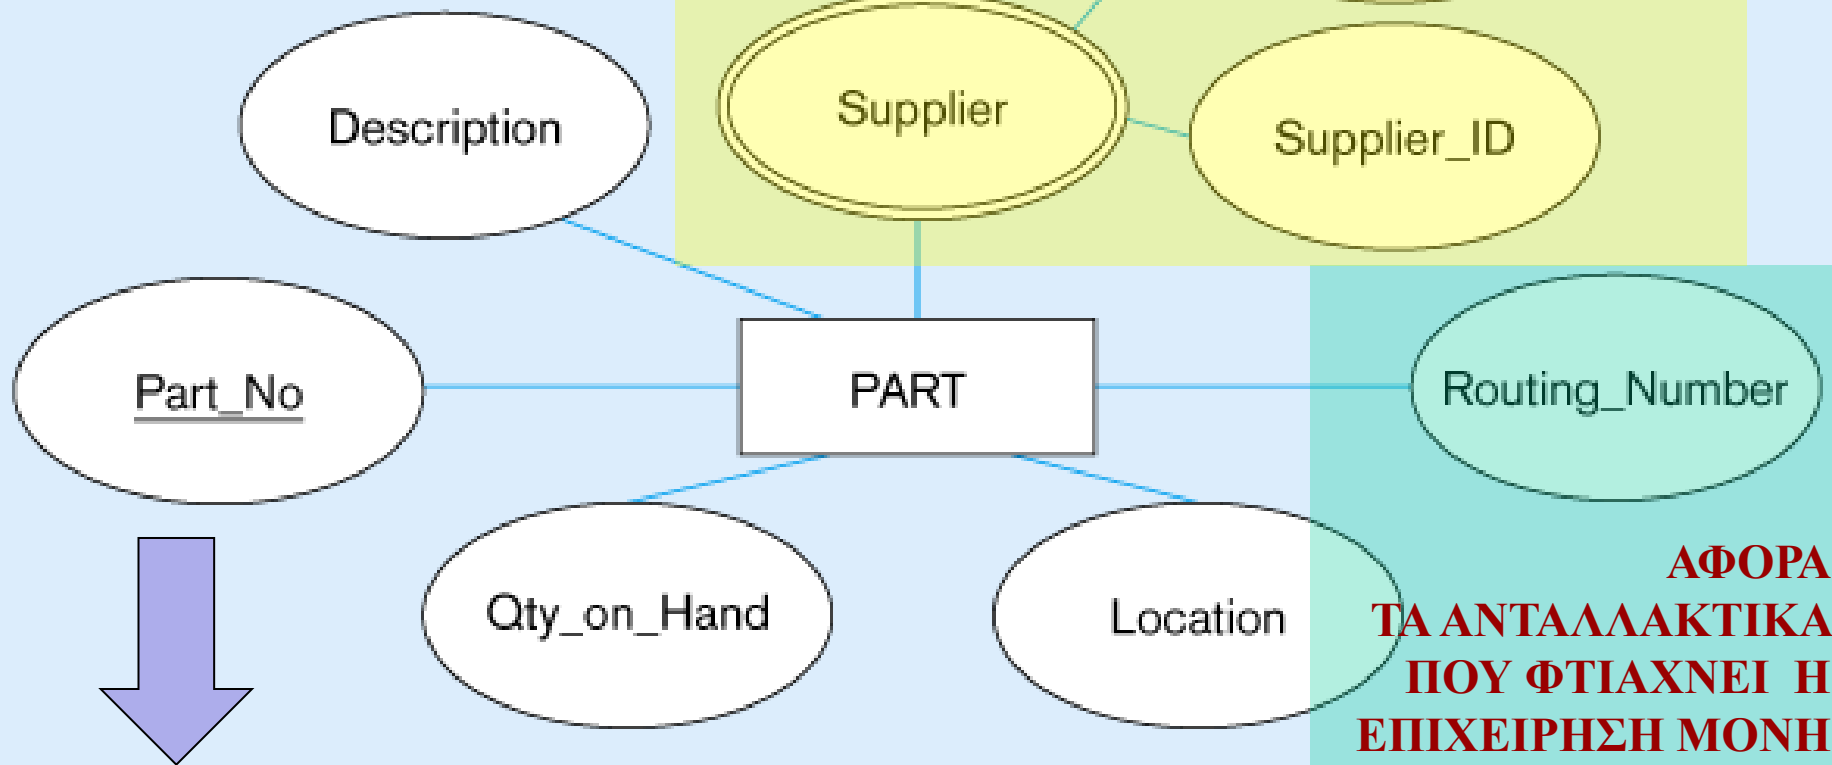 Description
Supplier
Supplier_ID
Part_No
PART
Routing_Number
Qty_on_Hand
Location
ΑΦΟΡΑ
ΤΑ ΑΝΤΑΛΛΑΚΤΙΚΑ
ΠΟΥ ΦΤΙΑΧΝΕΙ Η
ΕΠΙΧΕΙΡΗΣΗ ΜΟΝΗ